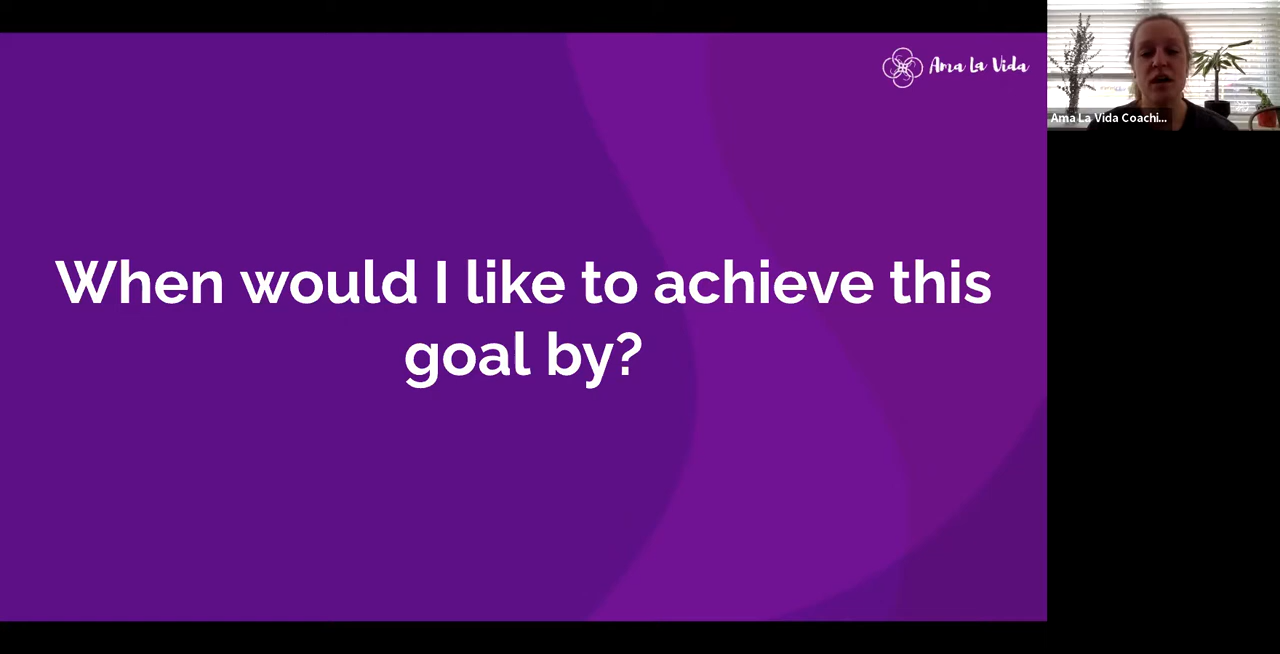 Ama La Vida
Ama La Vida Coachi...
When would I like to achieve this
goal by?